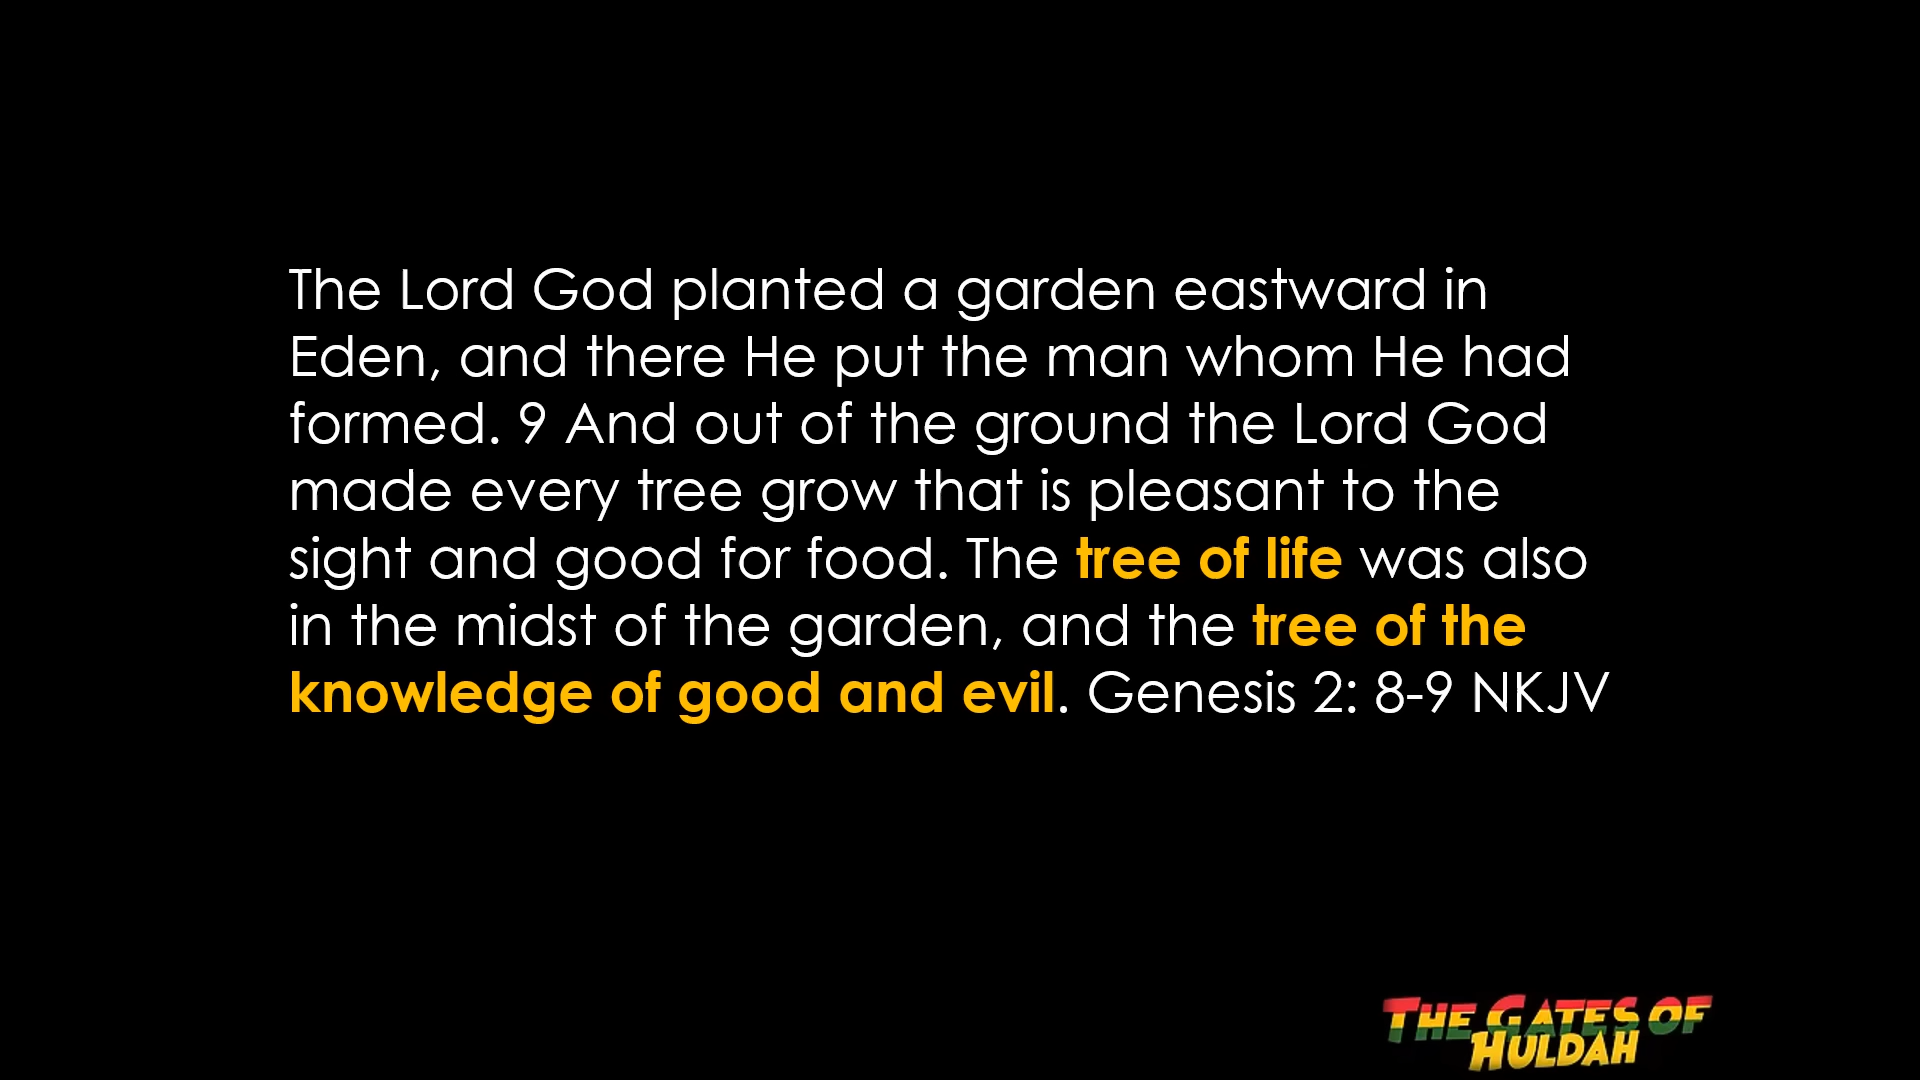 The Lord God planted a garden eastward in
Eden, and there He put the man whom He had
formed. 9 And out of the ground the Lord God
made every tree grow that is pleasant to the
sight and good for food. The tree of life was also
in the midst of the garden, and the tree of the
knowledge of good and evil. Genesis 2: 8-9 NKJV
THE GATES OF
HULDAH